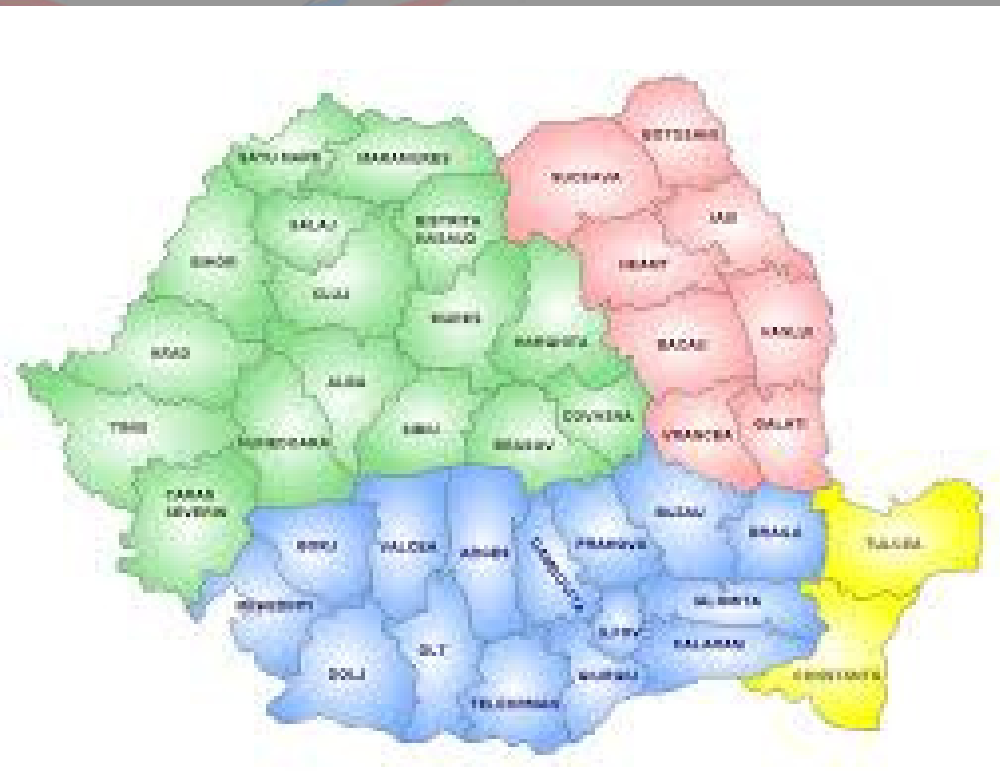 BOTOSANI
SATU MARE
MARAMURES
SUCEAVA
SALAJ
BISTRITA
NASAUD
IASI
BIHOR
NEAMT
CLUJ
MURES
HARGHITA
BACAU
VASLUI
ARAD
ALBA
COVASNA
TIMIS
SIBIU
HUNEDOARA
BRASOV
VRANCEA
GALATI
CARAS
SEVERIN
BUZAU
BRAILA
GORJ
VALCEA
ARGES
DAMBOVITA
PRAHOVA
TULCEA
MEHEDINTI
IALOMITA
ILFOV
CALARASI
OLT
DOLJ
GIURGIU
CONSTANTA
TELEORMAN